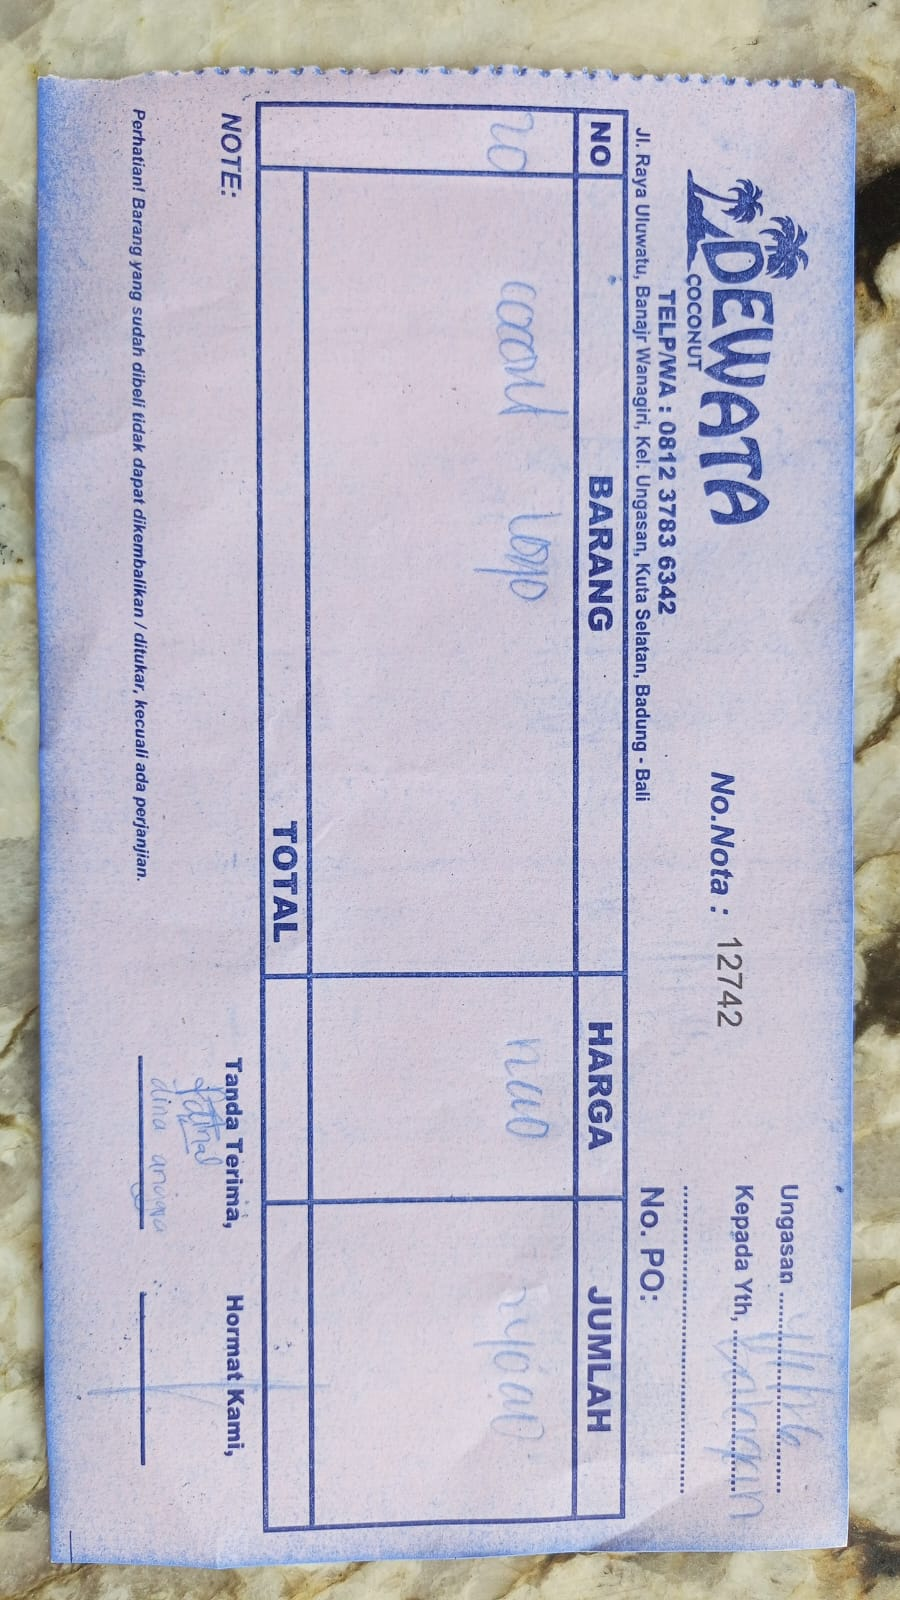 DEWATA
COCONUT
TELP/WA : 0812 3783 6342
Jl. Raya Uluwatu, Banajr Wanagiri, Kel. Ungasan, Kuta Selatan, Badung - Bali
No.Nota : 12742
Ungasan
Kepada Yth,
No. PO:
NO BARANG HARGA JUMLAH
20
TOTAL
NOTE:
Tanda Terima, Hormat Kami,
dina
Perhatian! Barang yang sudah dibeli tidak dapat dikembalikan / ditukar, kecuali ada perjanjian.